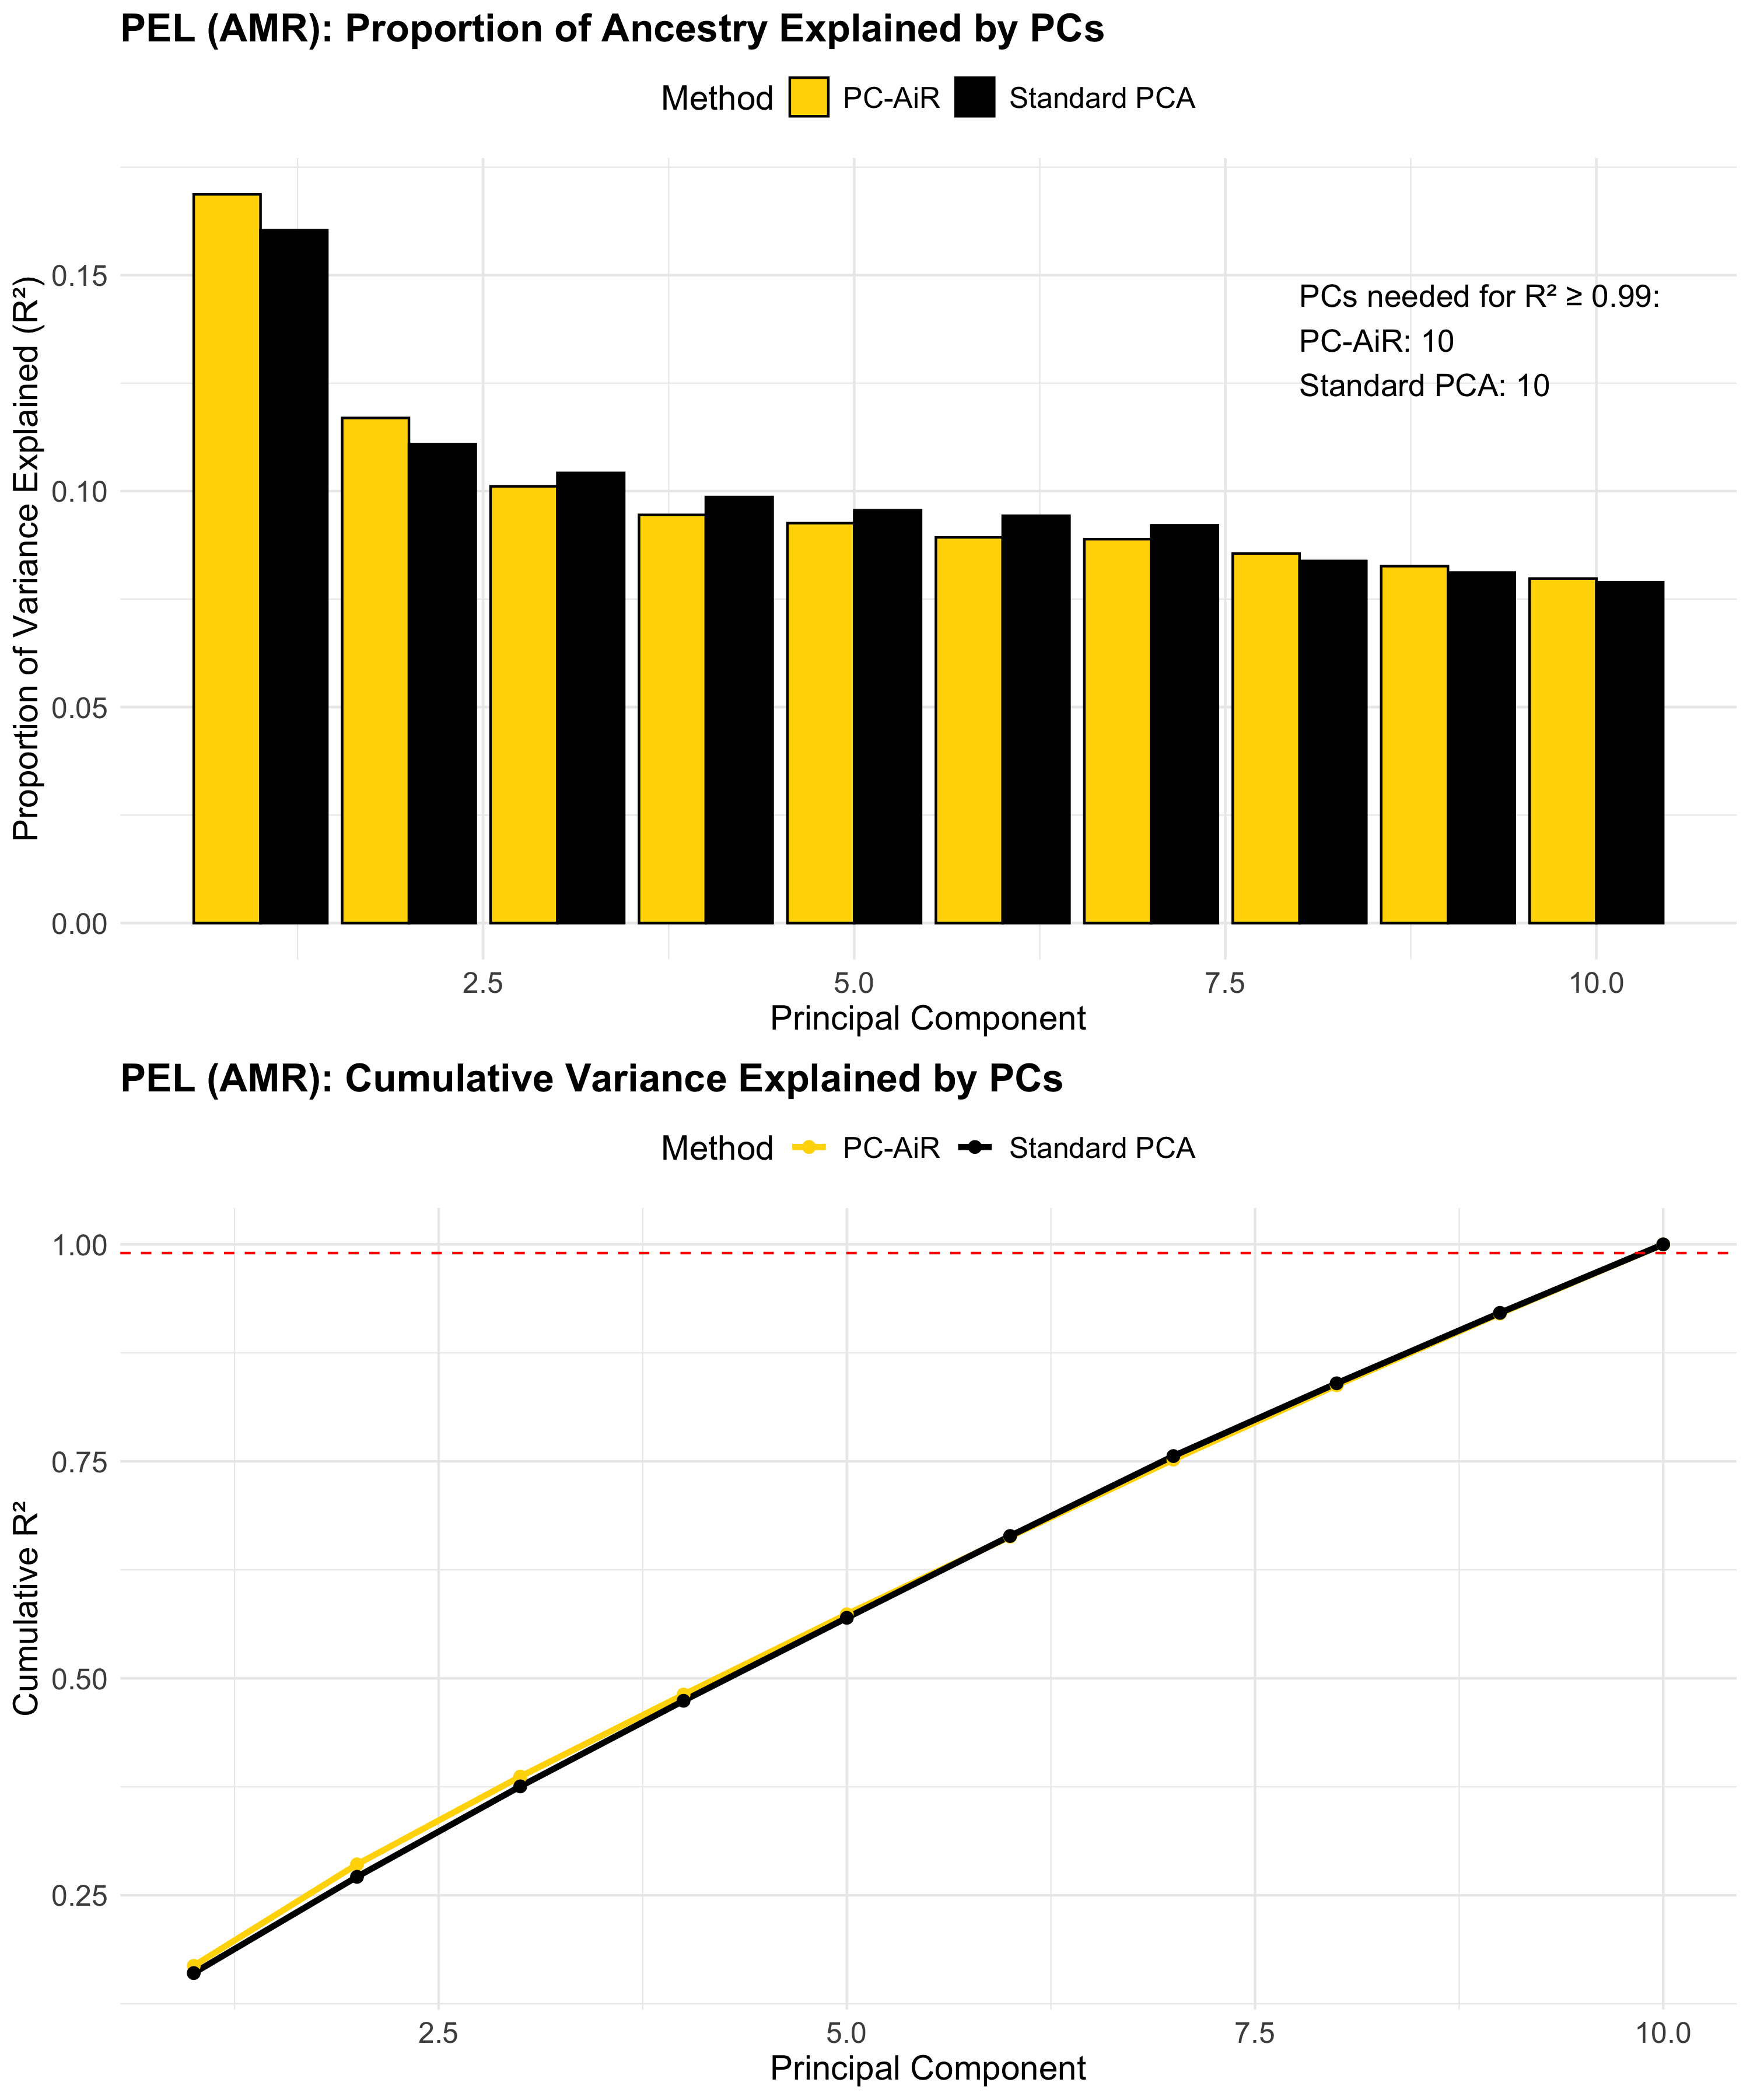 PEL (AMR): Proportion of Ancestry Explained by PCs
Method PC-AiR Standard PCA
Proportion of Variance Explained (R²)
0.15
0.10
0.05
0.00
PCs needed for R² ≥ 0.99:
PC-AiR: 10
Standard PCA: 10
2.5 5.0 7.5 10.0
Principal Component
PEL (AMR): Cumulative Variance Explained by PCs
Method PC-AiR Standard PCA
Cumulative R²
1.00
0.75
0.50
0.25
2.5 5.0 7.5 10.0
Principal Component